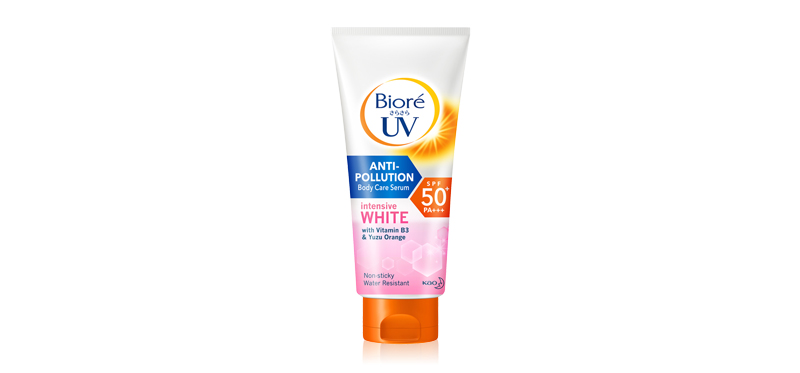 Bioré
さらさら
UV
ANTI-
POLLUTION
Body Care Serum
SPF
50+
PA+++
intensive
WHITE
with Vitamin B3
& Yuzu Orange
Non-sticky
Water Resistant
Kao